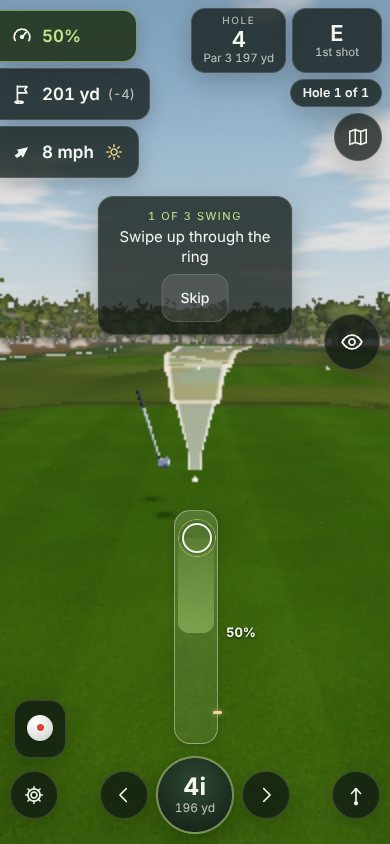 50%
HOLE
4
Par 3 197 yd
E
1st shot
201 yd (-4)
Hole 1 of 1
8 mph
1 OF 3 SWING
Swipe up through the
ring
Skip
50%
4i
196 yd